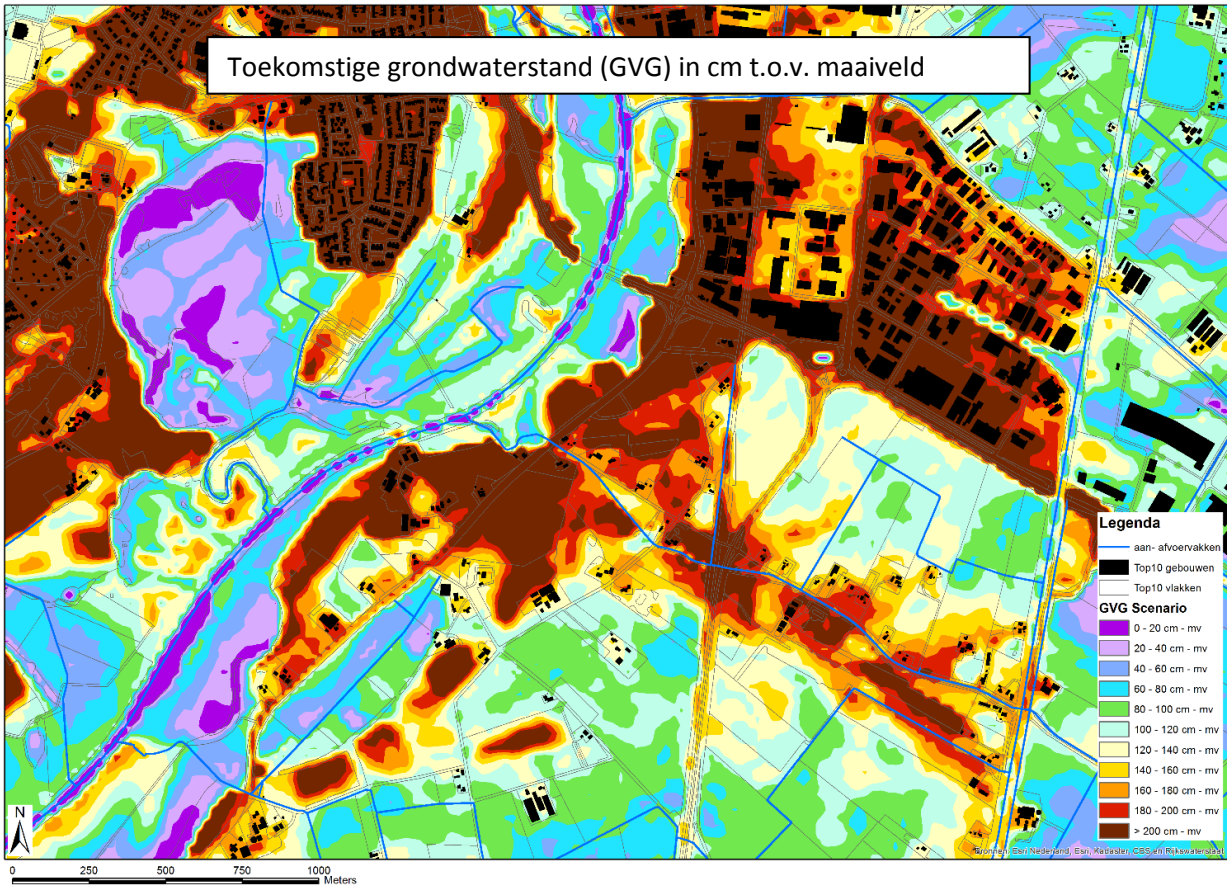 Toekomstige grondwaterstand (GVG) in cm t.o.v. maaiveld
Legenda
aan- afvoervakken
Top10 gebouwen
Top10 vlakken
GVG Scenario
0 - 20 cm - mv
20 - 40 cm - mv
40 - 60 cm - mv
60 - 80 cm - mv
80 - 100 cm - mv
100 - 120 cm - mv
120 - 140 cm - mv
140 - 160 cm - mv
160 - 180 cm - mv
180 - 200 cm - mv
> 200 cm - mv
Bronnen: Esri Nederland, Esri, Kadaster, CBS en Rijkswaterstaat
N
0 250 500 750 1000
Meters